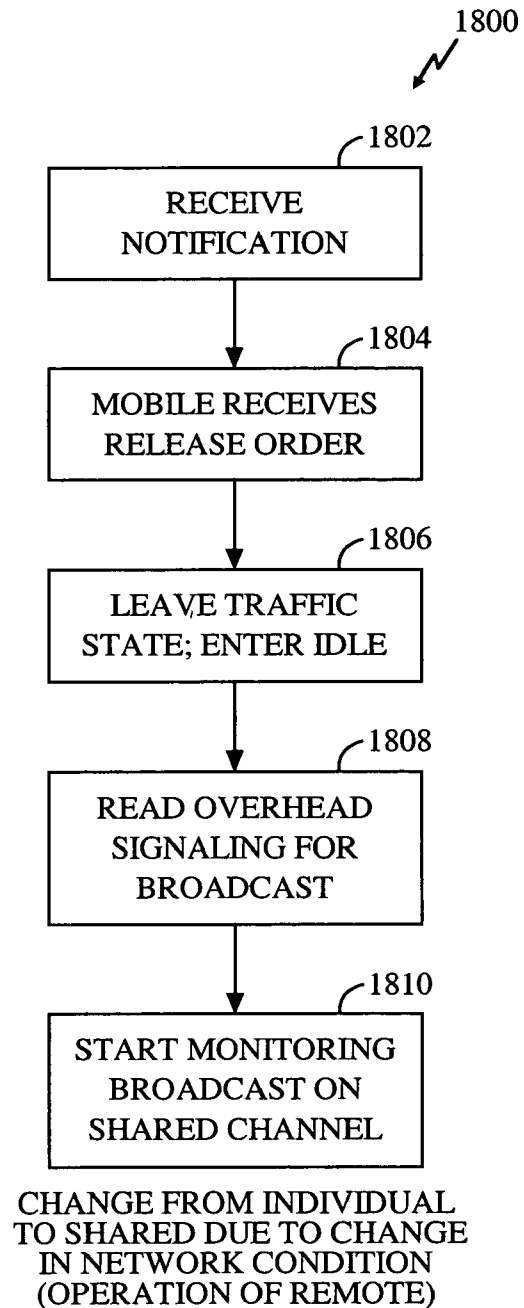 1800
1802
RECEIVE
NOTIFICATION
1804
MOBILE RECEIVES
RELEASE ORDER
1806
LEAVE TRAFFIC
STATE; ENTER IDLE
1808
READ OVERHEAD
SIGNALING FOR
BROADCAST
1810
START MONITORING
BROADCAST ON
SHARED CHANNEL
CHANGE FROM INDIVIDUAL
TO SHARED DUE TO CHANGE
IN NETWORK CONDITION
(OPERATION OF REMOTE)